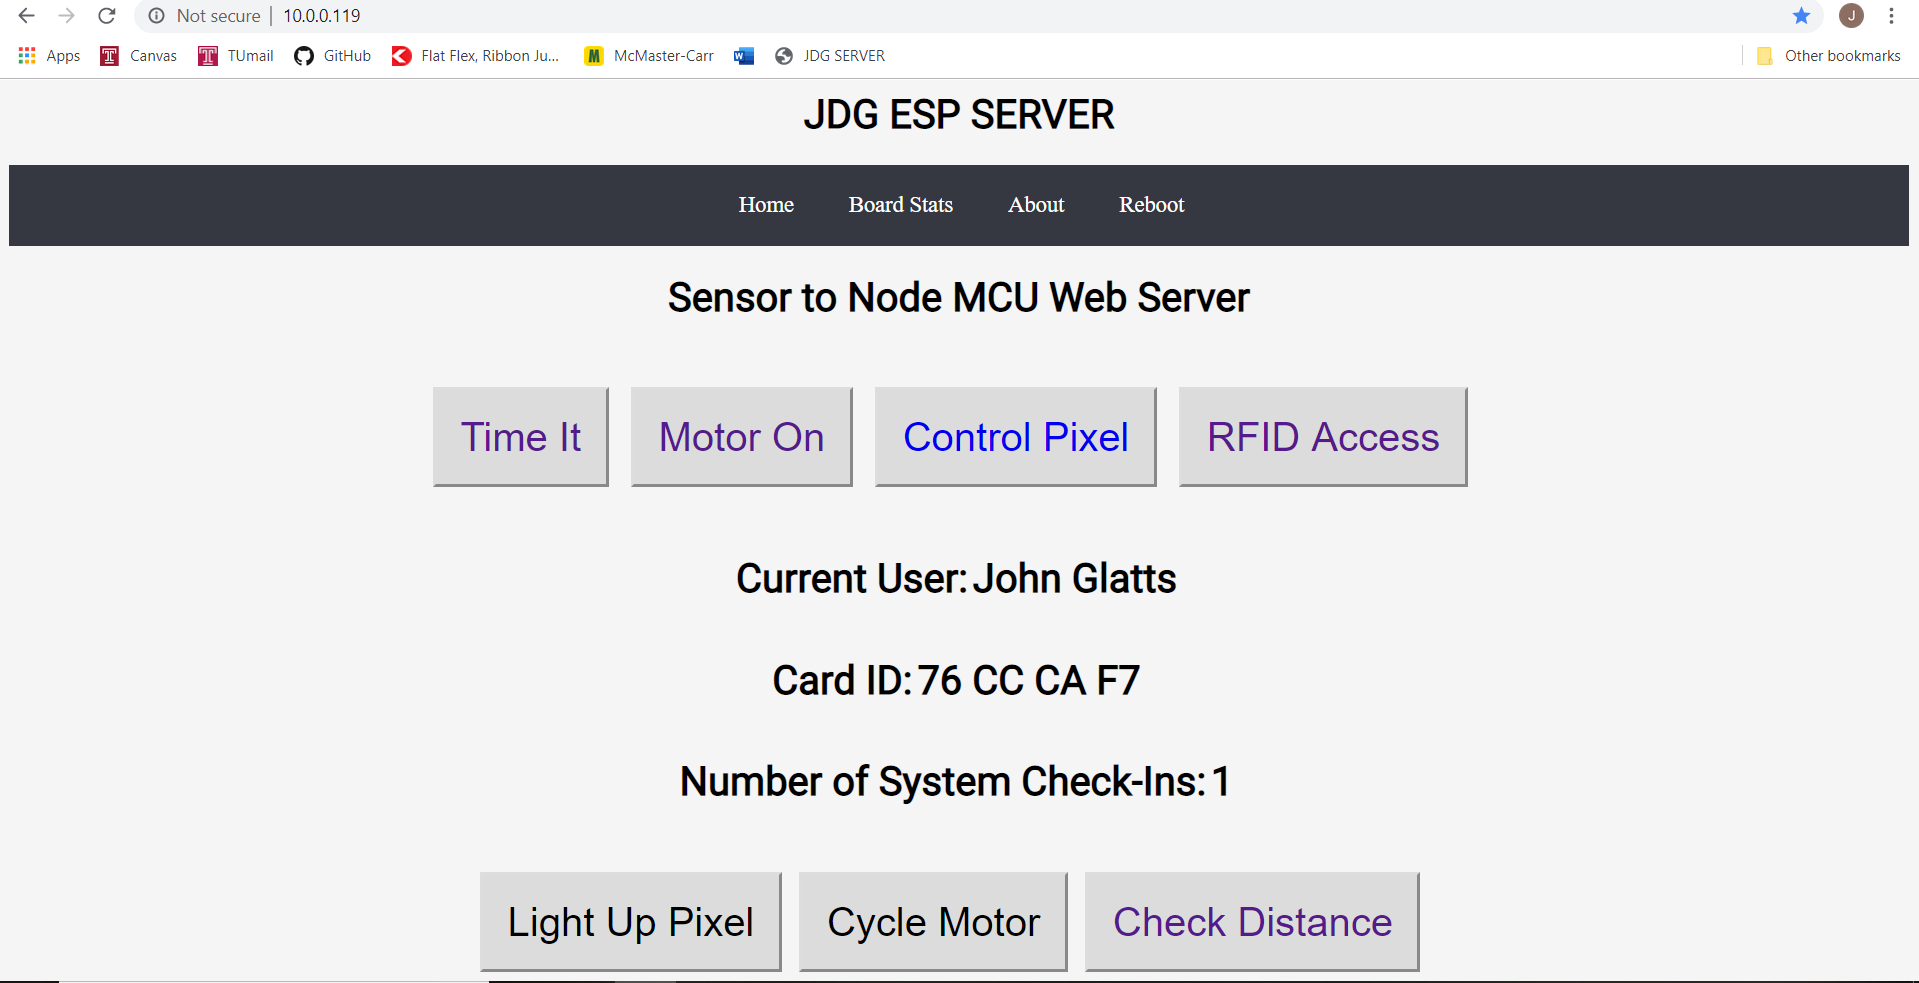 Not secure | 10.0.0.119 J
Apps Canvas TUmail GitHub Flat Flex, Ribbon Ju... M McMaster-Carr W JDG SERVER Other bookmarks
JDG ESP SERVER
Home Board Stats About Reboot
Sensor to Node MCU Web Server
Time It Motor On Control Pixel RFID Access
Current User: John Glatts
Card ID: 76 CC CA F7
Number of System Check-Ins: 1
Light Up Pixel Cycle Motor Check Distance